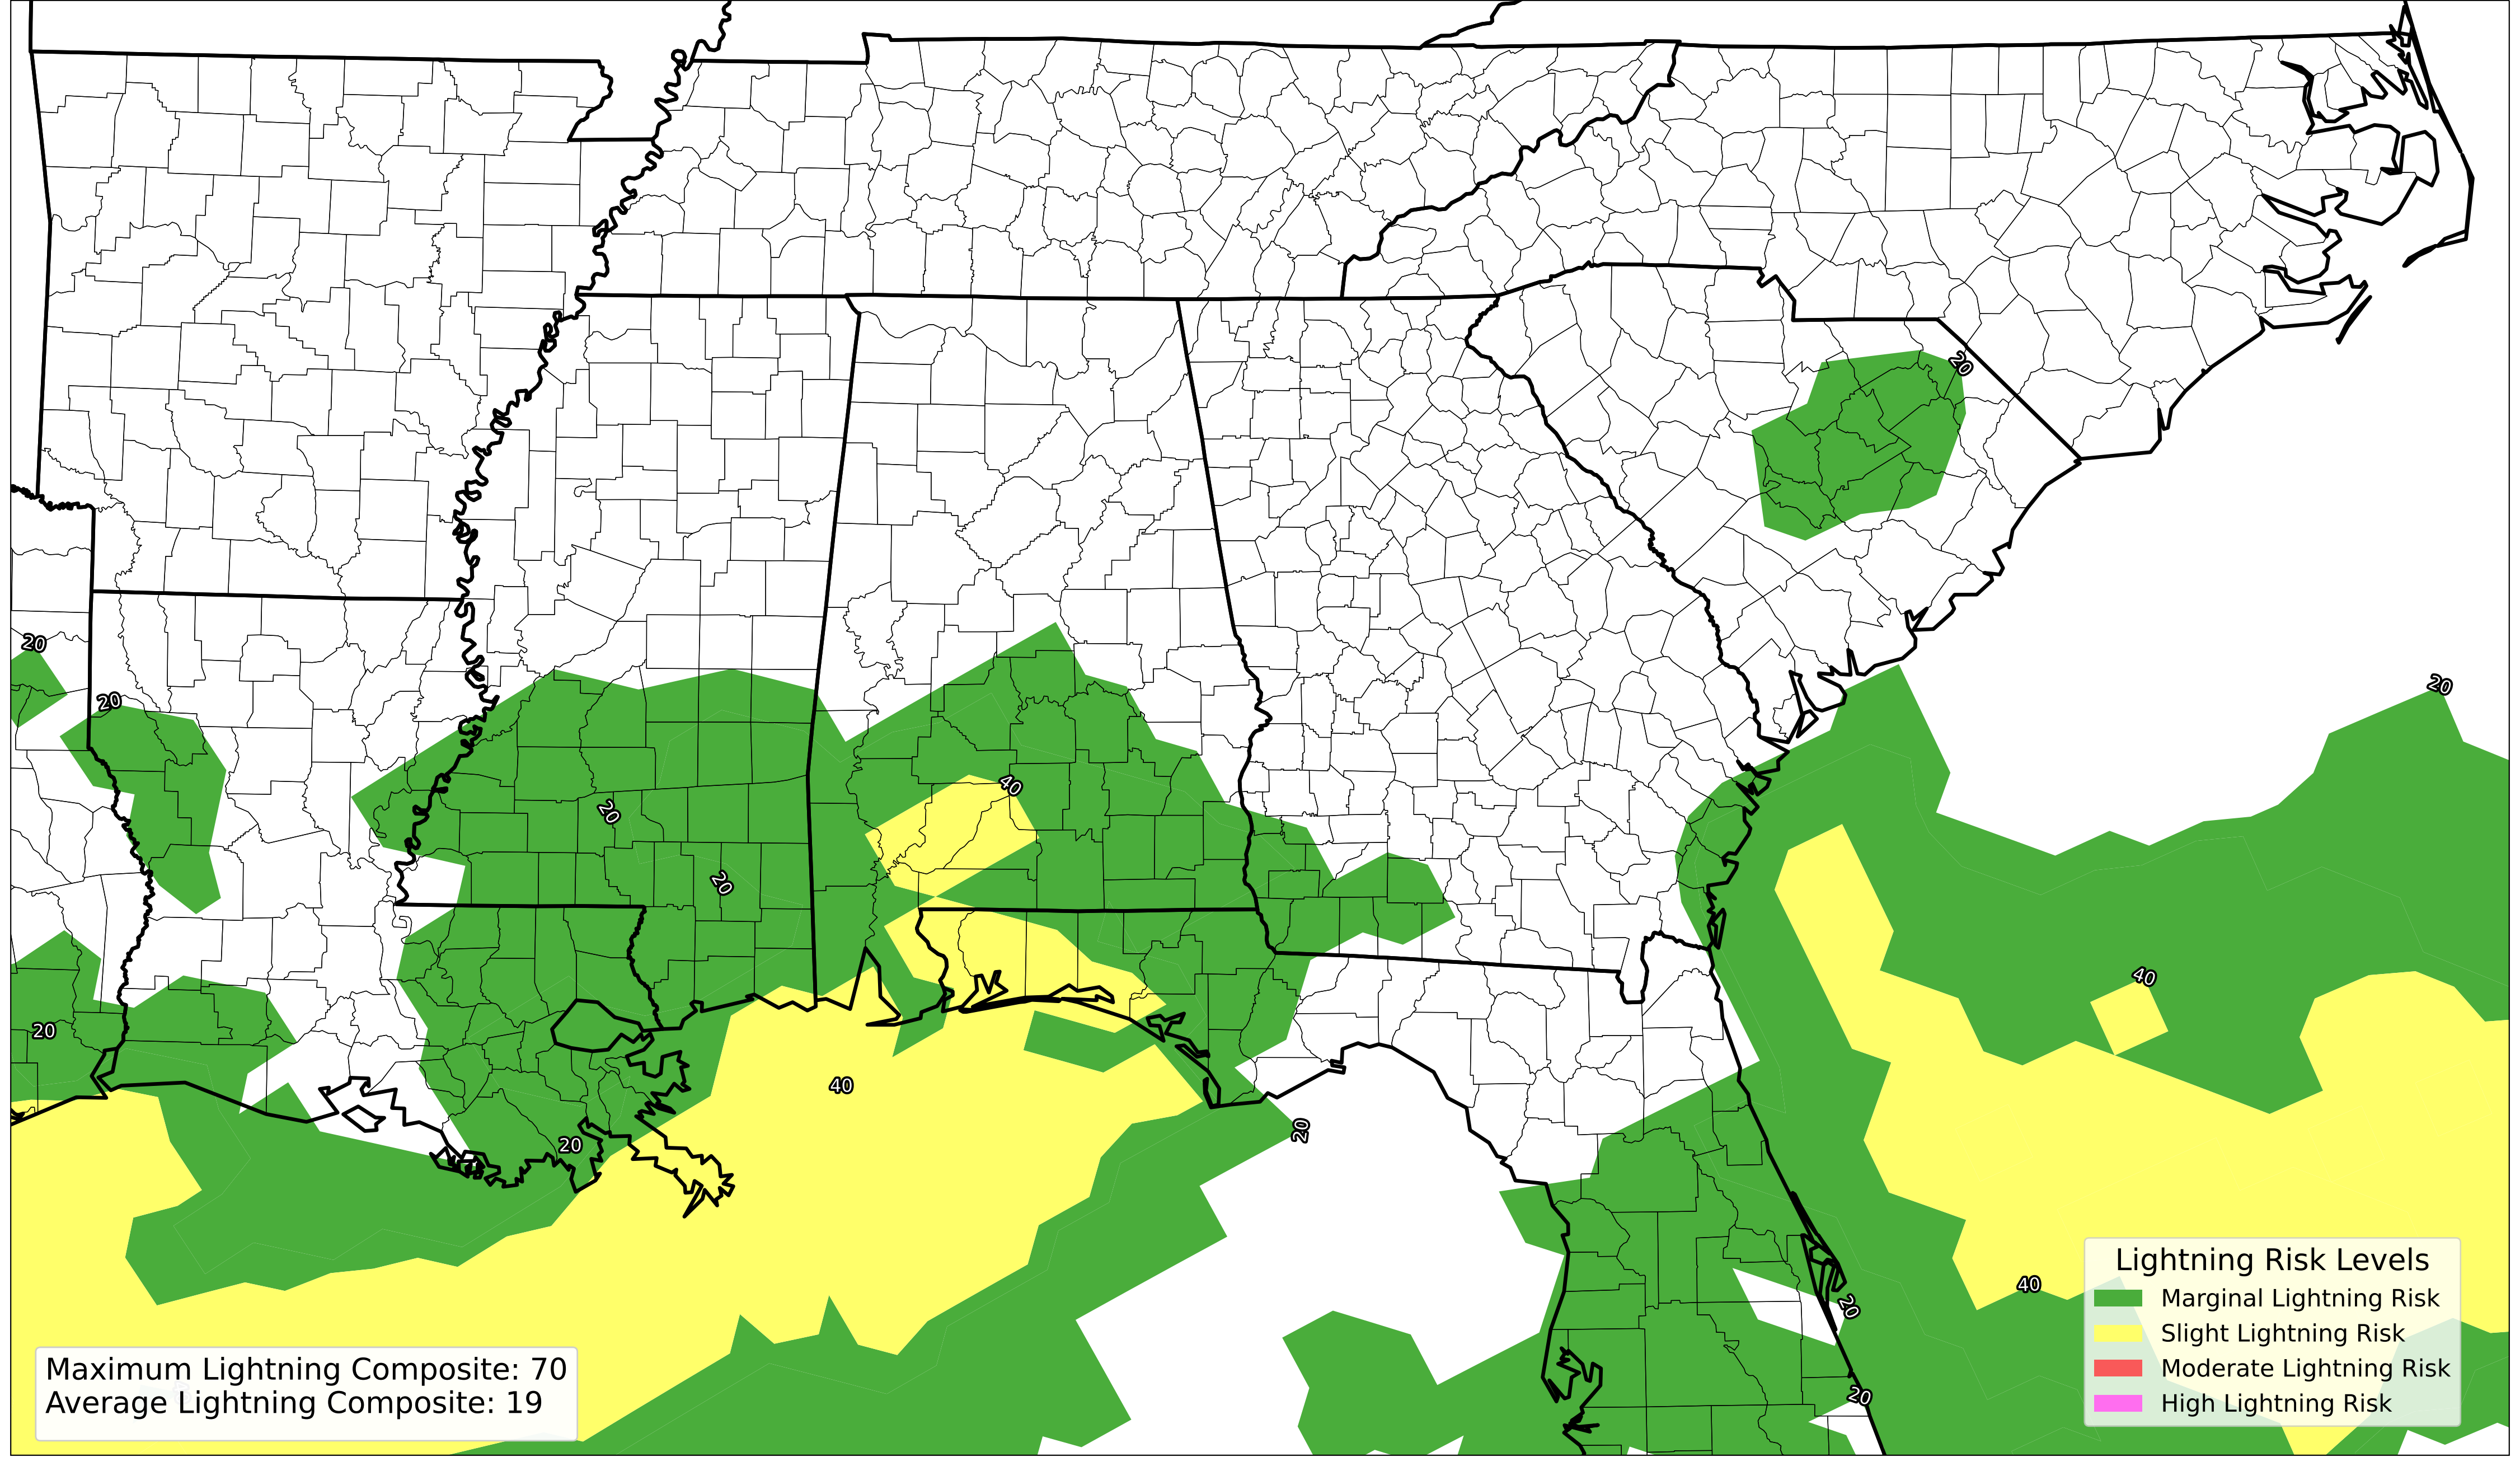 20
20
20
20
40
20
20
40
20
40
20
20
20
40
20
20
Lightning Risk Levels
Marginal Lightning Risk
Slight Lightning Risk
Moderate Lightning Risk
High Lightning Risk
Maximum Lightning Composite: 70
Average Lightning Composite: 19